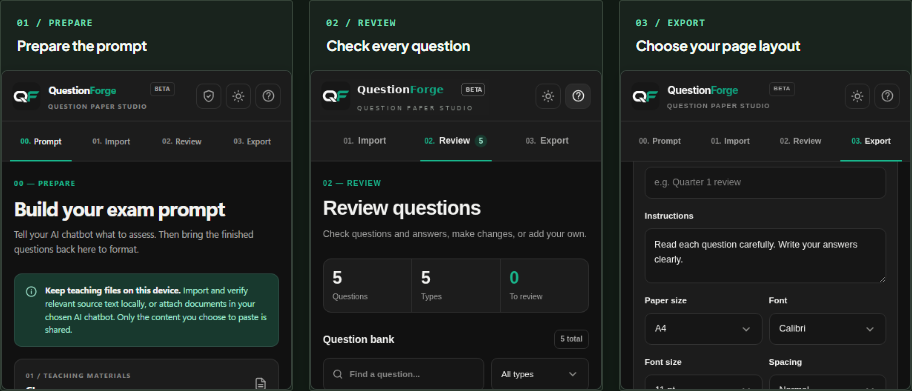 01 / PREPARE
Prepare the prompt
QF QuestionForge BETA
QUESTION PAPER STUDIO
00. Prompt 01. Import 02. Review 03. Export
00 — PREPARE
Build your exam prompt
Tell your AI chatbot what to assess. Then bring the finished
questions back here to format.
Keep teaching files on this device. Import and verify
relevant source text locally, or attach documents in your
chosen AI chatbot. Only the content you choose to paste is
shared.
01 / TEACHING MATERIALS
02 / REVIEW
Check every question
QF QuestionForge BETA
QUESTION PAPER STUDIO
01. Import 02. Review 5 03. Export
02 — REVIEW
Review questions
Check questions and answers, make changes, or add your own.
5 5 0
Questions Types To review
Question bank 5 total
Find a question... All types
03 / EXPORT
Choose your page layout
QF QuestionForge BETA
QUESTION PAPER STUDIO
00. Prompt 01. Import 02. Review 03. Export
e.g. Quarter 1 review
Instructions
Read each question carefully. Write your answers
clearly.
Paper size Font
A4 Calibri
Font size Spacing
11 pt Normal